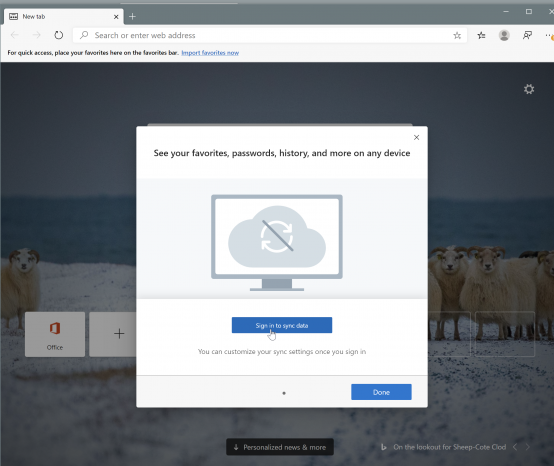 New tab
Search or enter web address
For quick access, place your favorites here on the favorites bar. Import favorites now
See your favorites, passwords, history, and more on any device
Sign in to sync data
You can customize your sync settings once you sign in
Office
Done
Personalized news & more
On the lookout for Sheep-Cote Clod